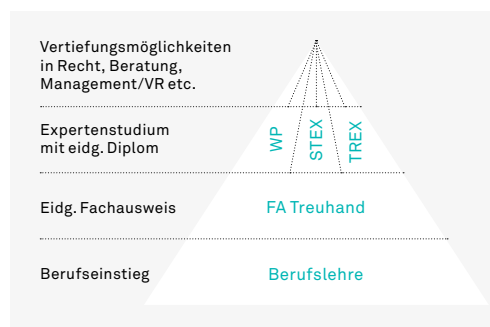 Vertiefungsmöglichkeiten
in Recht, Beratung,
Management/VR etc.
Expertenstudium
mit eidg. Diplom
WP
STEX
TREX
Eidg. Fachausweis
FA Treuhand
Berufseinstieg
Berufslehre